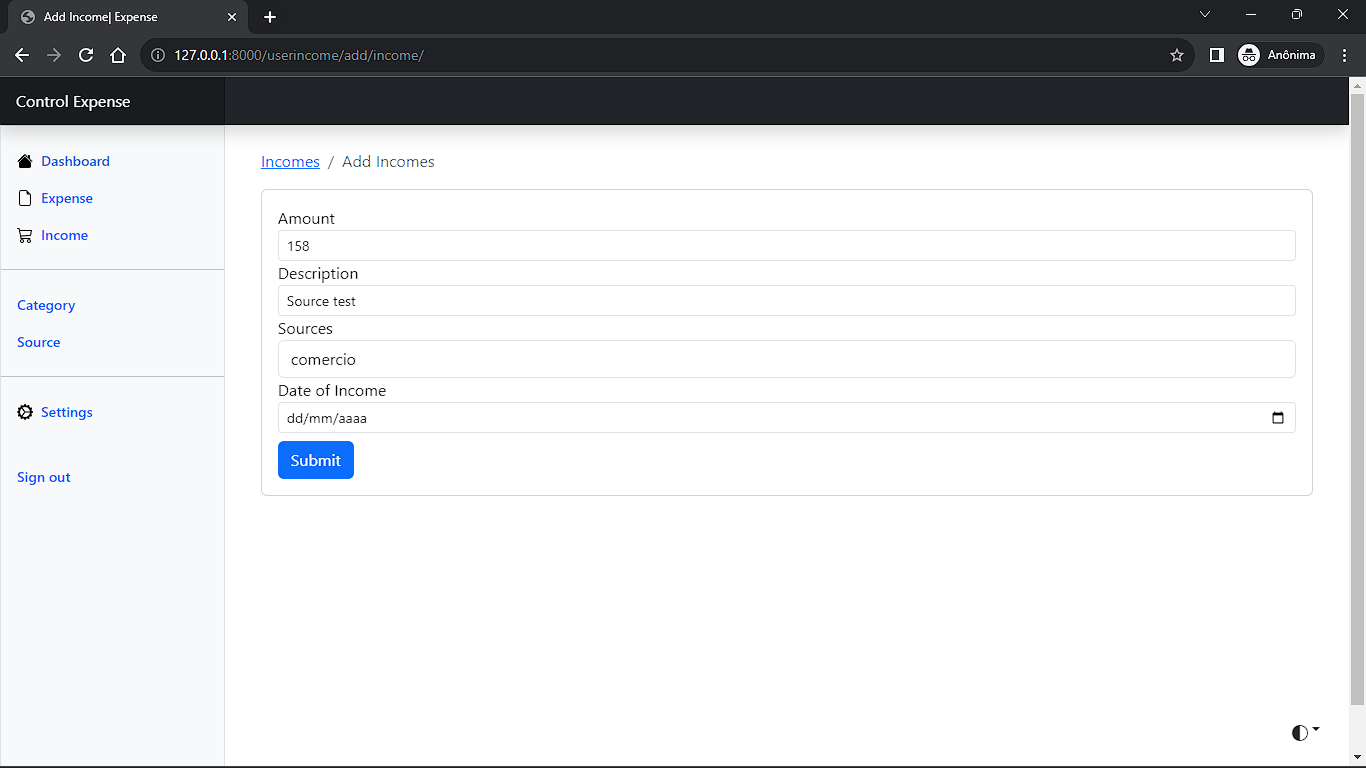 Add Income| Expense
127.0.0.1:8000/userincome/add/income/
Anônima
Control Expense
Dashboard
Expense
Income
Category
Source
Settings
Sign out
Incomes / Add Incomes
Amount
158
Description
Source test
Sources
comercio
Date of Income
dd/mm/aaaa
Submit